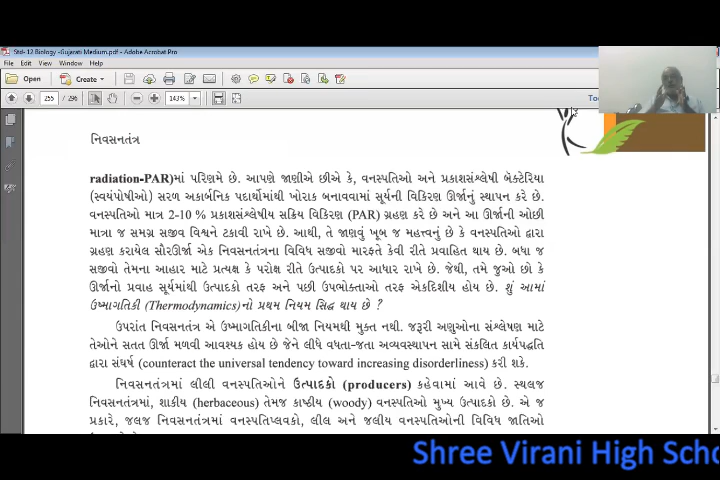 Std- 12 Biology -Gujarati Medium.pdf - Adobe Acrobat Pro
File Edit View Window Help
Open Create
255 / 296 143%
નિવસનતંત્ર
radiation-PAR)માં પરિણમે છે. આપણે જાણીએ છીએ કે, વનસ્પતિઓ અને પ્રકાશસંશ્લેષી બૅક્ટેરિયા
(સ્વયંપોષીઓ) સરળ અકાર્બનિક પદાર્થોમાંથી ખોરાક બનાવવામાં સૂર્યની વિકિરણ ઊર્જાનું સ્થાપન કરે છે.
વનસ્પતિઓ માત્ર 2-10 % પ્રકાશસંશ્લેષીય સક્રિય વિકિરણ (PAR) ગ્રહણ કરે છે અને આ ઊર્જાની ઓછી
માત્રા જ સમગ્ર સજીવ વિશ્વને ટકાવી રાખે છે. આથી, તે જાણવું ખૂબ જ મહત્ત્વનું છે કે વનસ્પતિઓ દ્વારા
ગ્રહણ કરાયેલ સૌરઊર્જા એક નિવસનતંત્રના વિવિધ સજીવો મારફતે કેવી રીતે પ્રવાહિત થાય છે. બધા જ
સજીવો તેમના આહાર માટે પ્રત્યક્ષ કે પરોક્ષ રીતે ઉત્પાદકો પર આધાર રાખે છે. જેથી, તમે જુઓ છો કે
ઊર્જાનો પ્રવાહ સૂર્યમાંથી ઉત્પાદકો તરફ અને પછી ઉપભોક્તાઓ તરફ એકદિશીય હોય છે. શું આમાં
ઉષ્માગતિકી (Thermodynamics)નો પ્રથમ નિયમ સિદ્ધ થાય છે ?
ઉપરાંત નિવસનતંત્ર એ ઉષ્માગતિકીના બીજા નિયમથી મુક્ત નથી. જરૂરી અણુઓના સંશ્લેષણ માટે
તેઓને સતત ઊર્જા મળવી આવશ્યક હોય છે જેને લીધે વધતા-જતા અવ્યવસ્થાપન સામે સંકલિત કાર્યપદ્ધતિ
દ્વારા સંઘર્ષ (counteract the universal tendency toward increasing disorderliness) કરી શકે.
નિવસનતંત્રમાં લીલી વનસ્પતિઓને ઉત્પાદકો (producers) કહેવામાં આવે છે. સ્થલજ
નિવસનતંત્રમાં, શાકીય (herbaceous) તેમજ કાષ્ઠીય (woody) વનસ્પતિઓ મુખ્ય ઉત્પાદકો છે. એ જ
પ્રકારે, જલજ નિવસનતંત્રમાં વનસ્પતિપ્લવકો, લીલ અને જલીય વનસ્પતિઓની વિવિધ જાતિઓ
Shree Virani High Scho